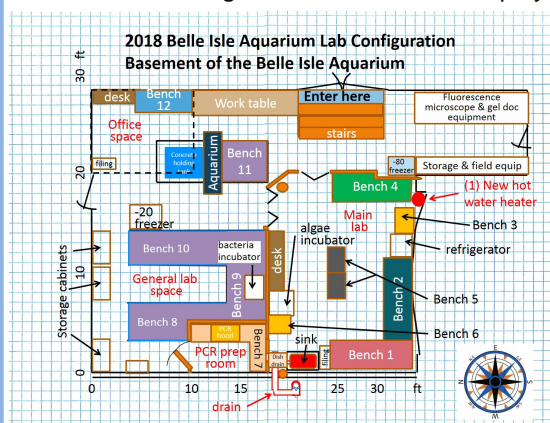 2018 Belle Isle Aquarium Lab Configuration
Basement of the Belle Isle Aquarium
30 ft
desk
Bench
12
Work table
Enter here
stairs
Fluorescence
microscope & gel doc
equipment
Office
space
filing
Aquarium
Bench
11
-80
freezer
Storage & field equip
20
Bench 4
(1) New hot
water heater
-20
freezer
Main
lab
Bench 3
algae
incubator
refrigerator
Storage cabinets
Bench 10
bacteria
incubator
desk
10
General lab
space
Bench 9
Bench 2
Bench 5
Bench 8
PCR
hood
Bench 6
sink
PCR prep
room
Bench 7
Dish
drain
filing
Bench 1
0
0
10
15
25
30
ft
drain
N
E
S
W